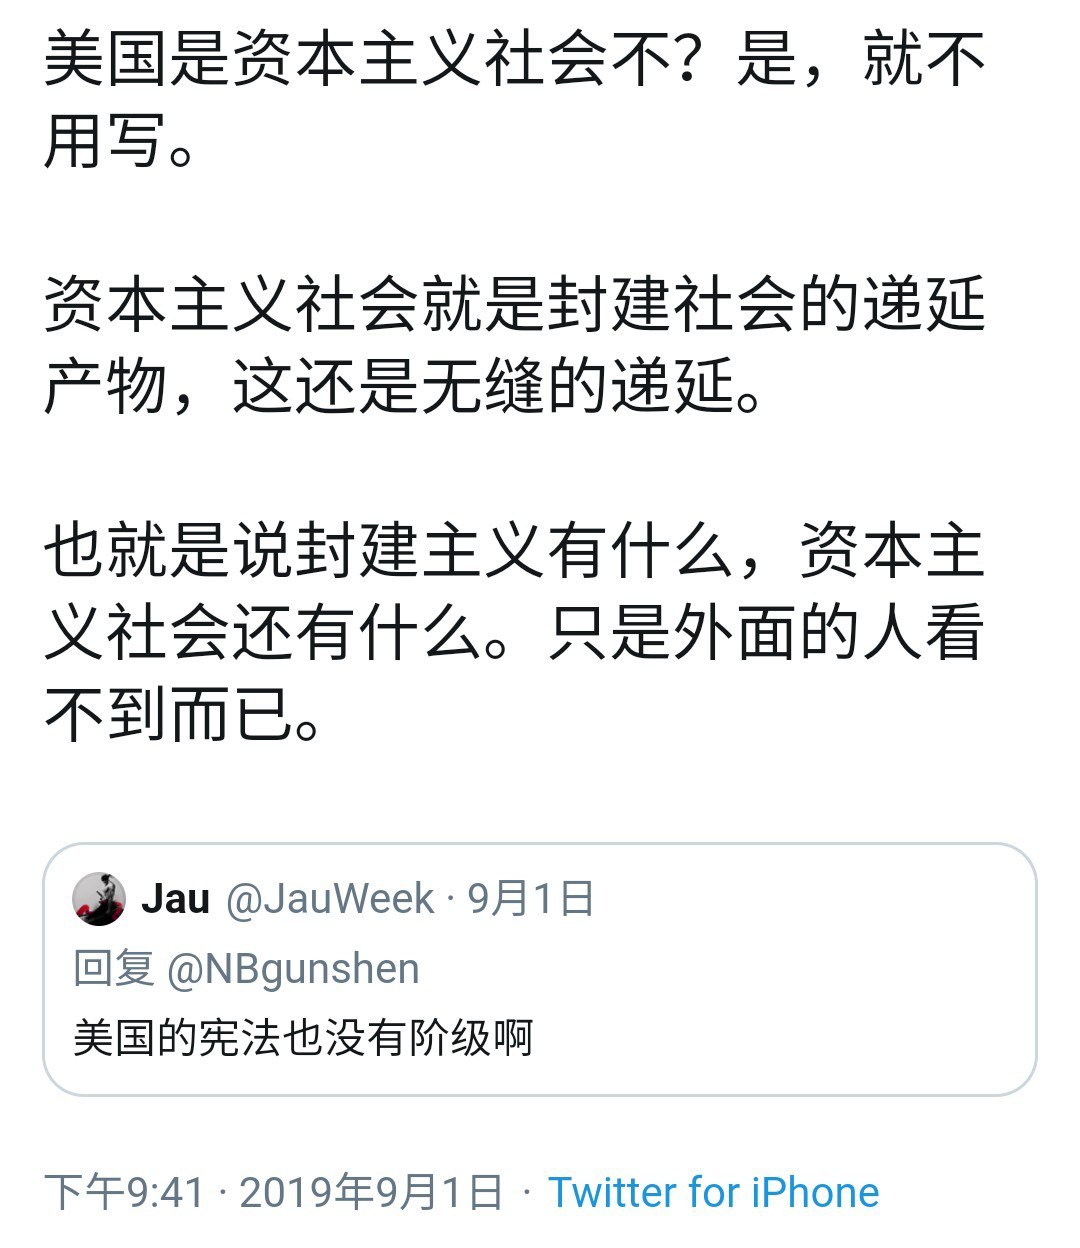 美国是资本主义社会不？是，就不
用写。
资本主义社会就是封建社会的递延
产物，这还是无缝的递延。
也就是说封建主义有什么，资本主
义社会还有什么。只是外面的人看
不到而已。
Jau @JauWeek · 9月1日
回复 @NBgunshen
美国的宪法也没有阶级啊
下午9:41 · 2019年9月1日 · Twitter for iPhone